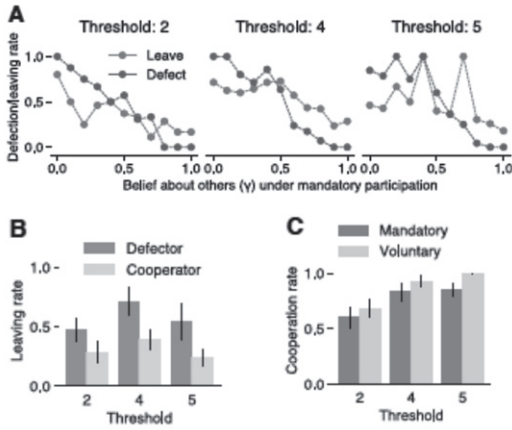 A
Threshold: 2 Threshold: 4 Threshold: 5
Defection/leaving rate
1.0
0.5
0.0
Leave
Defect
0.0 0.5 1.0 0.0 0.5 1.0 0.0 0.5 1.0
Belief about others (γ) under mandatory participation
B
Defector
Cooperator
Leaving rate
1.0
0.5
0.0
2 4 5
Threshold
C
Mandatory
Voluntary
Cooperation rate
1.0
0.5
0.0
2 4 5
Threshold